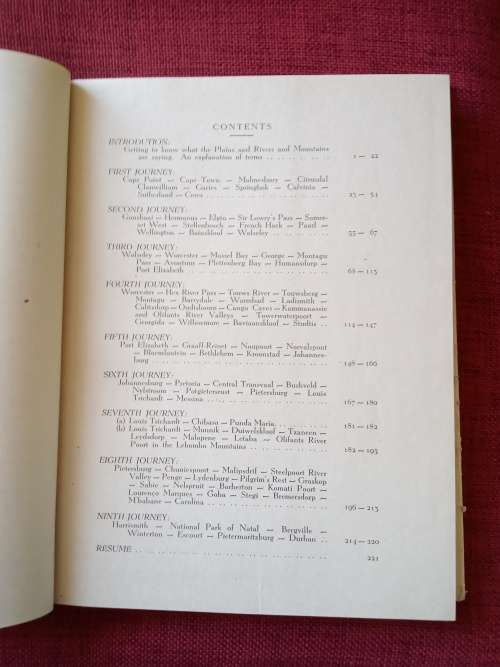 CONTENTS
INTRODUTION:
Getting to know what the Plains and Rivers and Mountains
are saying. An explanation of terms .. .. .. .. .. .. 1 — 22
FIRST JOURNEY:
Cape Point — Cape Town — Malmesbury — Citrusdal
Clanwilliam — Garies — Springbok — Calvinia —
Sutherland — Ceres .. .. .. .. .. .. .. .. .. 23 — 54
SECOND JOURNEY:
Gansbaai — Hermanus — Elgin — Sir Lowry's Pass — Somer-
set West — Stellenbosch — French Hoek — Paarl —
Wellington — Bainskloof — Wolseley .. .. .. .. .. 55 — 67
THIRD JOURNEY:
Wolseley — Worcester — Mossel Bay — George — Montagu
Pass — Avontuur — Plettenberg Bay — Humansdorp —
Port Elizabeth .. .. .. .. .. .. .. .. .. .. 68 — 113
FOURTH JOURNEY:
Worcester — Hex River Pass — Touws River — Touwsberg —
Montagu — Barrydale — Warmbad — Ladismith —
Calitzdorp — Oudtshoorn — Cango Caves — Kammanassie
and Olifants River Valleys — Toverwaterpoort —
Georgida — Willowmore — Baviaanskloof — Studtis .. 114 — 147
FIFTH JOURNEY:
Port Elizabeth — Graaff-Reinet — Naupoort — Norvalspont
— Bloemfontein — Bethlehem — Kroonstad — Johannes-
burg .. .. .. .. .. .. .. .. .. .. .. .. 148 — 166
SIXTH JOURNEY:
Johannesburg — Pretoria — Central Transvaal — Bushveld —
Nylstroom — Potgietersrust — Pietersburg — Louis
Trichardt — Messina .. .. .. .. .. .. .. .. 167 — 180
SEVENTH JOURNEY:
(a) Louis Trichardt — Chibasa — Punda Maria. .. .. .. 181 — 182
(b) Louis Trichardt — Munnik — Duiwelskloof — Tzaneen —
Leydsdorp — Malapene — Letaba — Olifants River
Poort in the Lebombo Mountains .. .. .. .. .. 182 — 195
EIGHTH JOURNEY:
Pietersburg — Chuniespoort — Malipsdrif — Steelpoort River
Valley — Penge — Lydenburg — Pilgrim's Rest — Graskop
— Sabie — Nelspruit — Barberton — Komati Poort —
Lourenco Marques — Goba — Stegi — Bremersdorp —
Mbabane — Carolina .. .. .. .. .. .. .. .. 196 — 213
NINTH JOURNEY:
Harrismith — National Park of Natal — Bergville —
Winterton — Escourt — Pietermaritzburg — Durban .. 214 — 220
RESUME .. .. .. .. .. .. .. .. .. .. .. .. .. 221